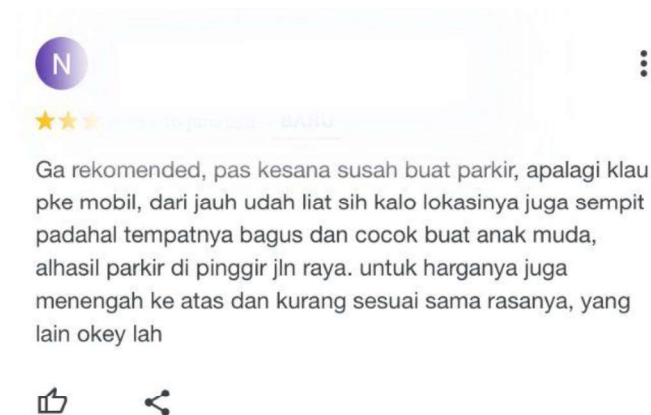 N
Ga rekomended, pas kesana susah buat parkir, apalagi klau
pke mobil, dari jauh udah liat sih kalo lokasinya juga sempit
padahal tempatnya bagus dan cocok buat anak muda,
alhasil parkir di pinggir jln raya. untuk harganya juga
menengah ke atas dan kurang sesuai sama rasanya, yang
lain okey lah